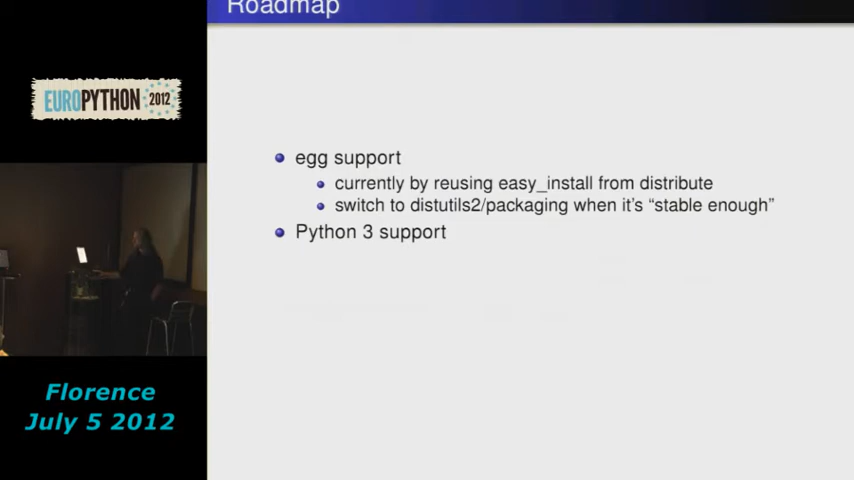 Roadmap
EUROPYTHON 2012
egg support
currently by reusing easy_install from distribute
switch to distutils2/packaging when it's "stable enough"
Python 3 support
Florence
July 5 2012